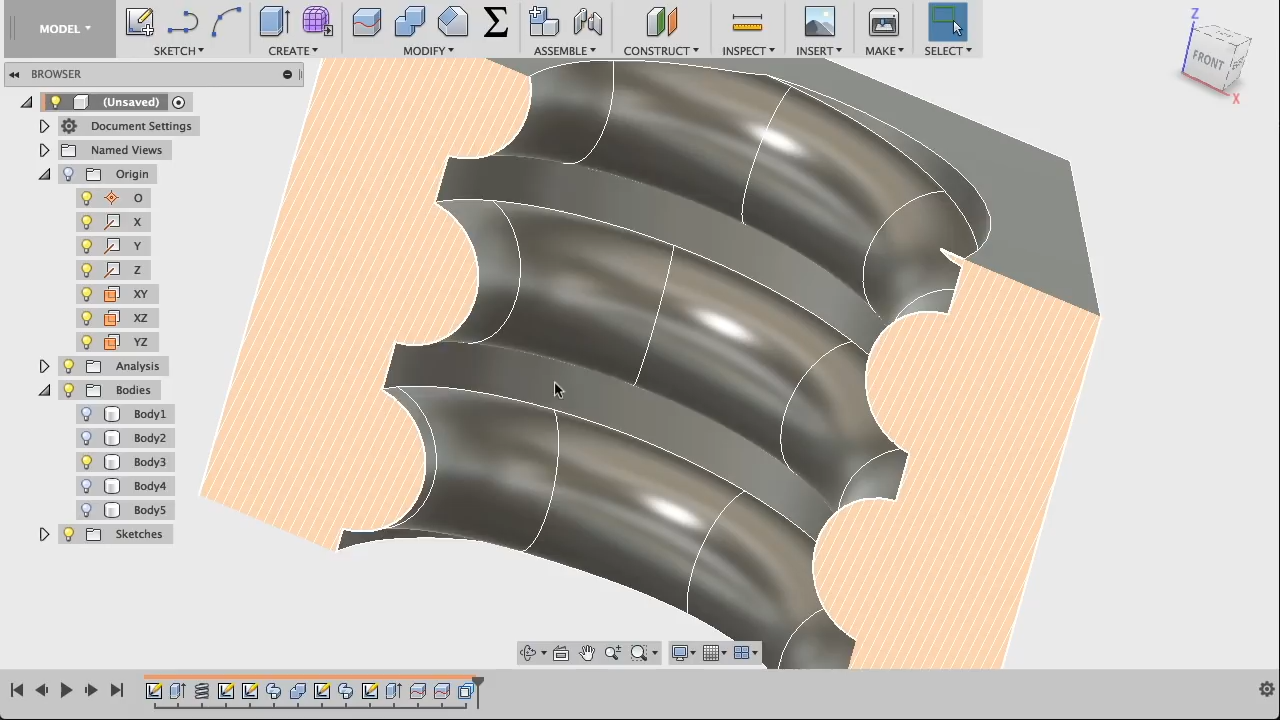 MODEL
SKETCH
CREATE
MODIFY
ASSEMBLE
CONSTRUCT
INSPECT
INSERT
MAKE
SELECT
Z
FRONT
X
BROWSER
(Unsaved)
Document Settings
Named Views
Origin
O
X
Y
Z
XY
XZ
YZ
Analysis
Bodies
Body1
Body2
Body3
Body4
Body5
Sketches